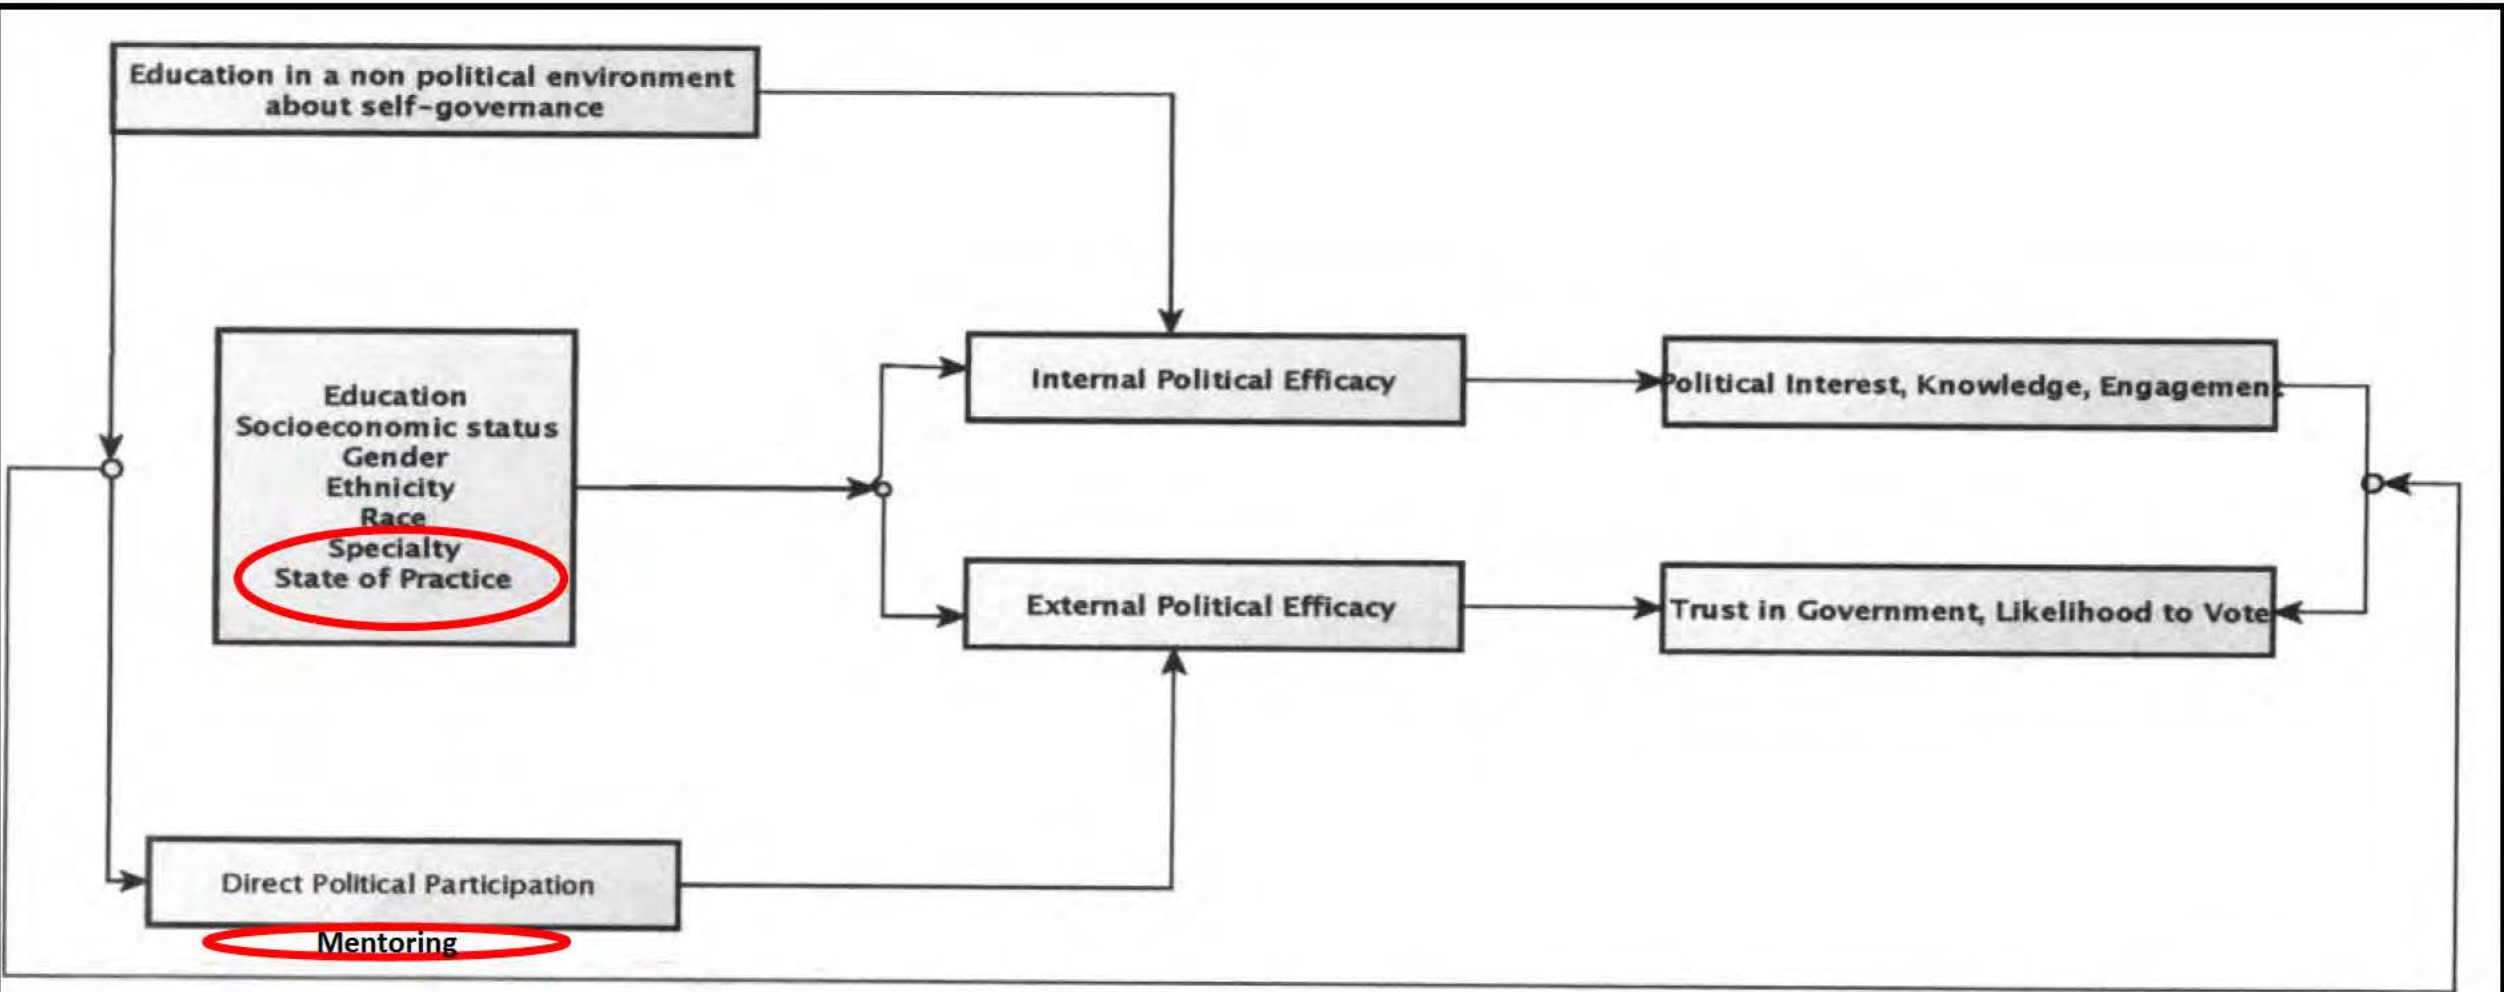 Education in a non political environment
about self-governance
Education
Socioeconomic status
Gender
Ethnicity
Race
Specialty
State of Practice
Internal Political Efficacy
Political Interest, Knowledge, Engagement
External Political Efficacy
Trust in Government, Likelihood to Vote
Direct Political Participation
Mentoring